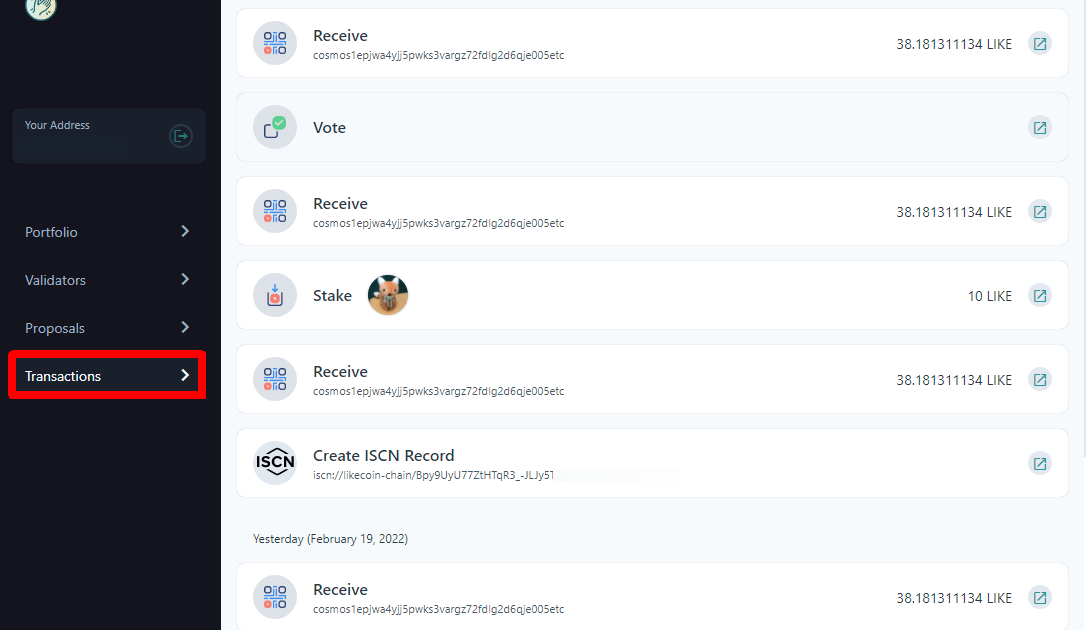 Your Address
Portfolio
Validators
Proposals
Transactions
Receive
cosmos1epjwa4yjj5pwks3vargz72fdlg2d6qje005etc
38.181311134 LIKE
Vote
Receive
cosmos1epjwa4yjj5pwks3vargz72fdlg2d6qje005etc
38.181311134 LIKE
Stake
10 LIKE
Receive
cosmos1epjwa4yjj5pwks3vargz72fdlg2d6qje005etc
38.181311134 LIKE
ISCN
Create ISCN Record
iscn://likecoin-chain/Bpy9UyU77ZtHTqR3_-JLJy5T
Yesterday (February 19, 2022)
Receive
cosmos1epjwa4yjj5pwks3vargz72fdlg2d6qje005etc
38.181311134 LIKE